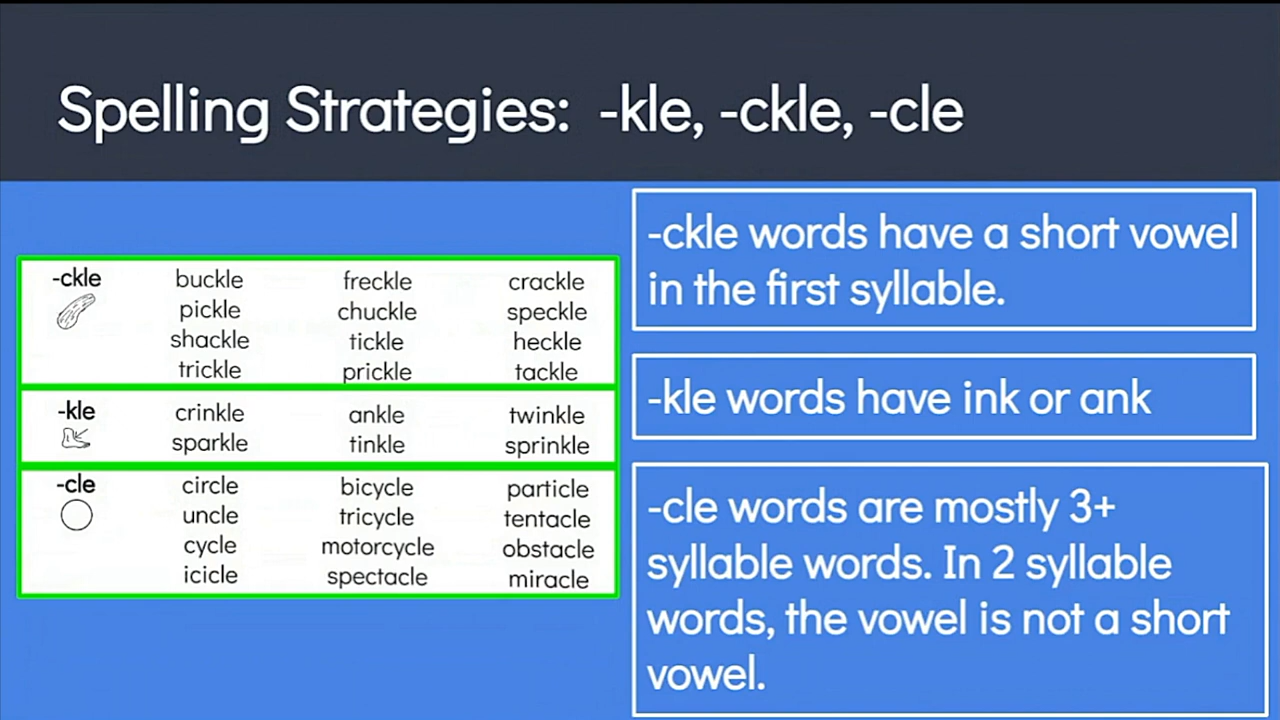 Spelling Strategies: -kle, -ckle, -cle
-ckle buckle freckle crackle
pickle chuckle speckle
shackle tickle heckle
trickle prickle tackle
-kle crinkle ankle twinkle
sparkle tinkle sprinkle
-cle circle bicycle particle
uncle tricycle tentacle
cycle motorcycle obstacle
icicle spectacle miracle
-ckle words have a short vowel
in the first syllable.
-kle words have ink or ank
-cle words are mostly 3+
syllable words. In 2 syllable
words, the vowel is not a short
vowel.